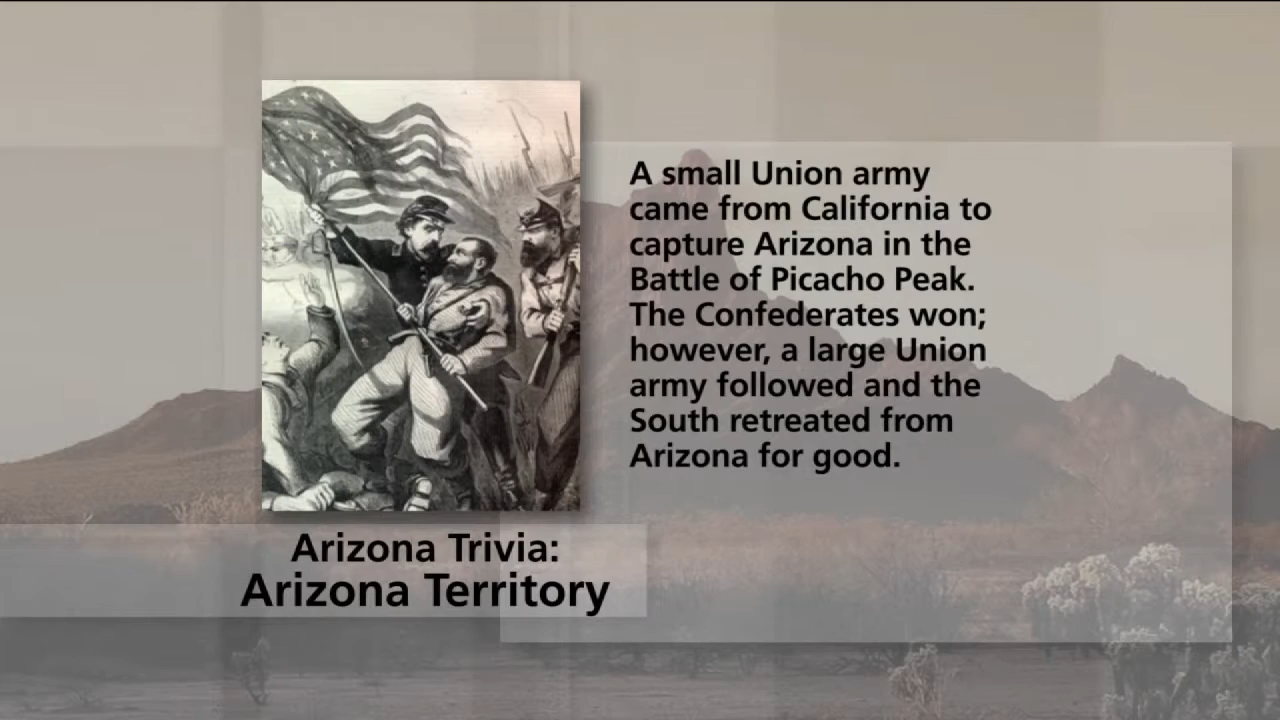 A small Union army
came from California to
capture Arizona in the
Battle of Picacho Peak.
The Confederates won;
however, a large Union
army followed and the
South retreated from
Arizona for good.
Arizona Trivia:
Arizona Territory